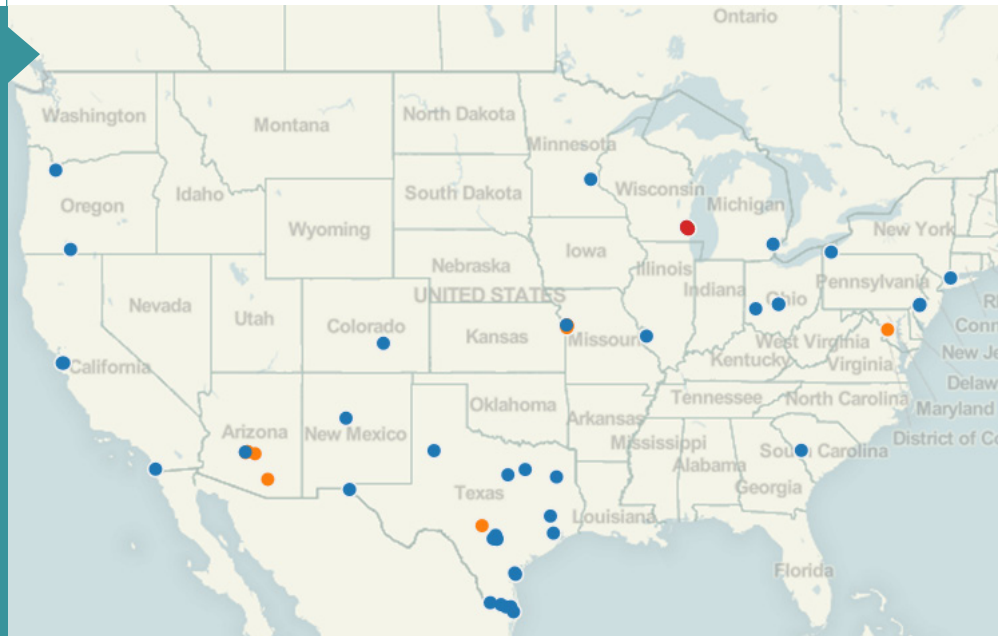 Ontario
Washington
Montana
North Dakota
Minnesota
South Dakota
Wisconsin
Michigan
Idaho
Oregon
Wyoming
New York
Iowa
Nebraska
Illinois
Indiana
Ohio
Pennsylvania
UNITED STATES
Nevada
Utah
Colorado
Kansas
Missouri
West Virginia
Kentucky
Virginia
R
Conn
New Je
Delaw
Maryland
District of Co
California
Oklahoma
Arkansas
Tennessee
North Carolina
Arizona
New Mexico
Mississippi
Alabama
South Carolina
Georgia
Texas
Louisiana
Florida